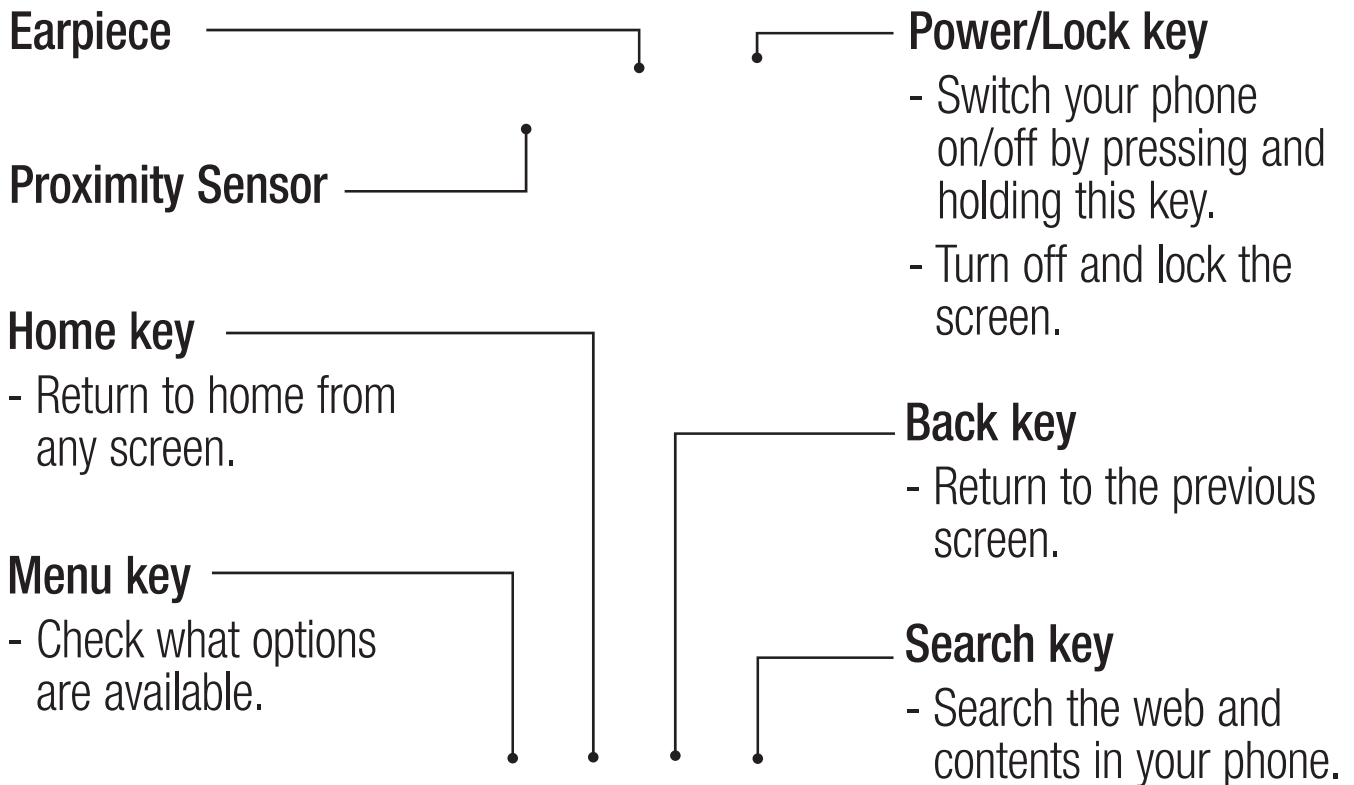 Earpiece
Proximity Sensor
Home key
- Return to home from
any screen.
Menu key
- Check what options
are available.
Power/Lock key
- Switch your phone
on/off by pressing and
holding this key.
- Turn off and lock the
screen.
Back key
- Return to the previous
screen.
Search key
- Search the web and
contents in your phone.